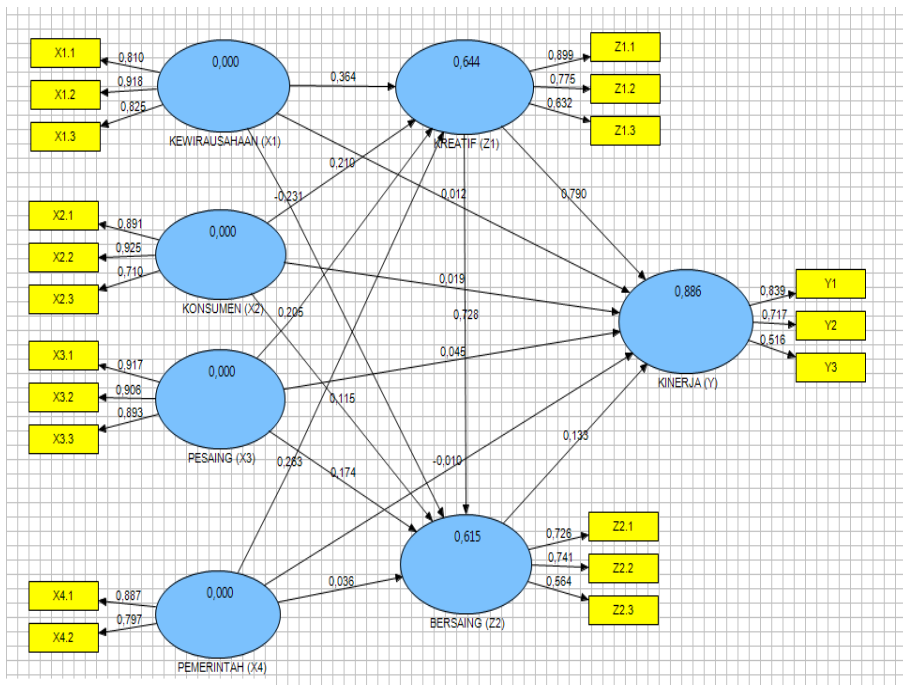 X1.1
0,810
X1.2
0,918
X1.3
0,825
0,000
KEWIRAUSAHAAN (X1)
0,364
0,644
KREATIF (Z1)
0,899
Z1.1
0,775
Z1.2
0,632
Z1.3
0,210
-0,231
0,012
0,790
X2.1
0,891
X2.2
0,925
X2.3
0,710
0,000
KONSUMEN (X2)
0,019
0,205
0,728
0,886
KINERJA (Y)
0,839
Y1
0,717
Y2
0,516
Y3
X3.1
0,917
X3.2
0,906
X3.3
0,893
0,000
PESAING (X3)
0,045
0,115
0,263
0,174
-0,010
0,133
X4.1
0,887
X4.2
0,797
0,000
PEMERINTAH (X4)
0,036
0,615
BERSAING (Z2)
0,726
Z2.1
0,741
Z2.2
0,564
Z2.3